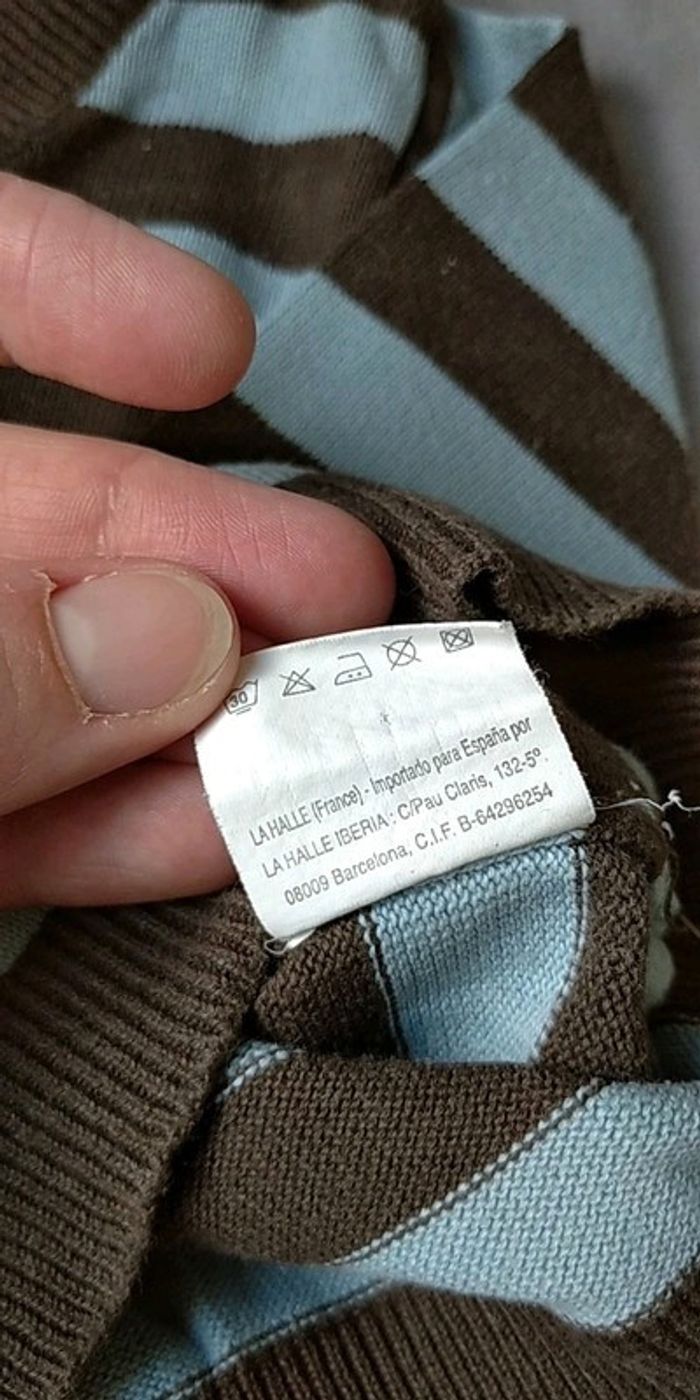 30
LA HALLE (France) - Importado para España por
LA HALLE IBERIA : C/Pau Claris, 132-5º.
08009 Barcelona, C.I.F. B-64296254